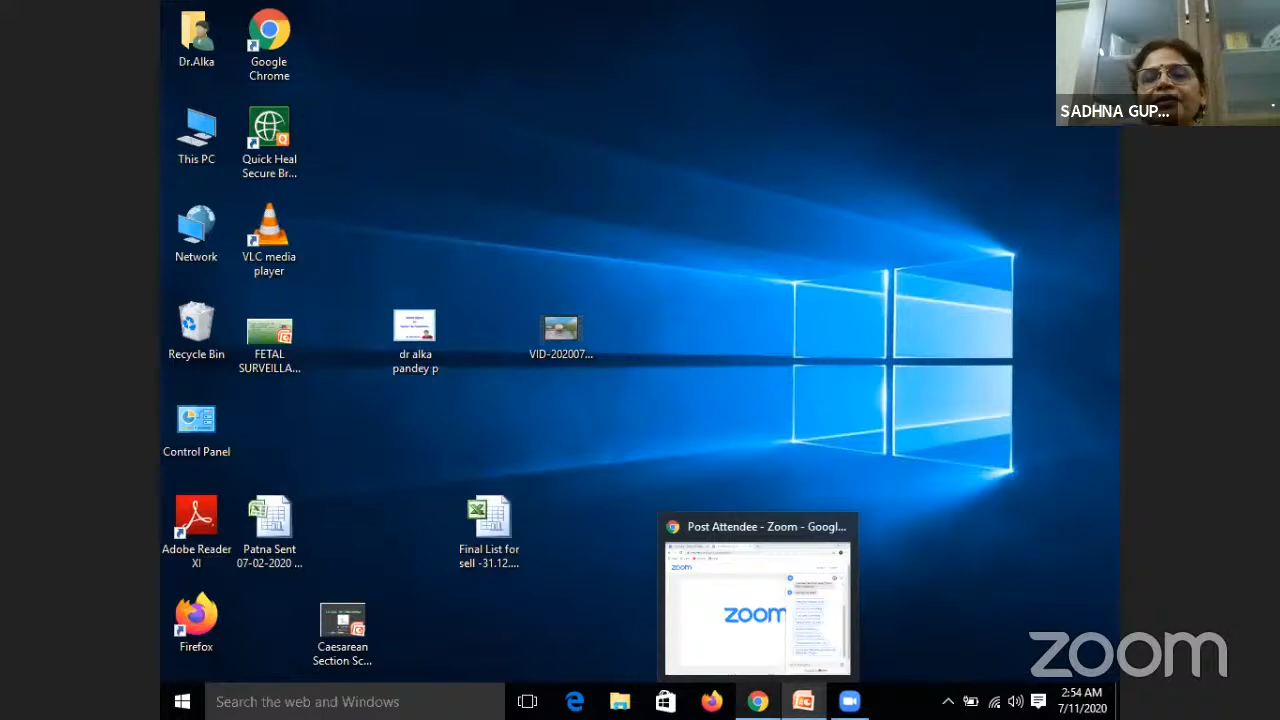 Dr.Alka
Google
Chrome
SADHNA GUP...
This PC
Quick Heal
Secure Br...
Network
VLC media
player
Recycle Bin
FETAL
SURVEILLA...
dr alka
pandey p
VID-202007...
Control Panel
Adobe Reader
XI
Patna Sent
07-02-2020 ...
Final List for
sell -31.12....
Post Attendee - Zoom - Googl...
zoom
zoom
Firefox
Caesarean
Section Sc...
zoom
Search the web and Windows
2:54 AM
7/11/2020